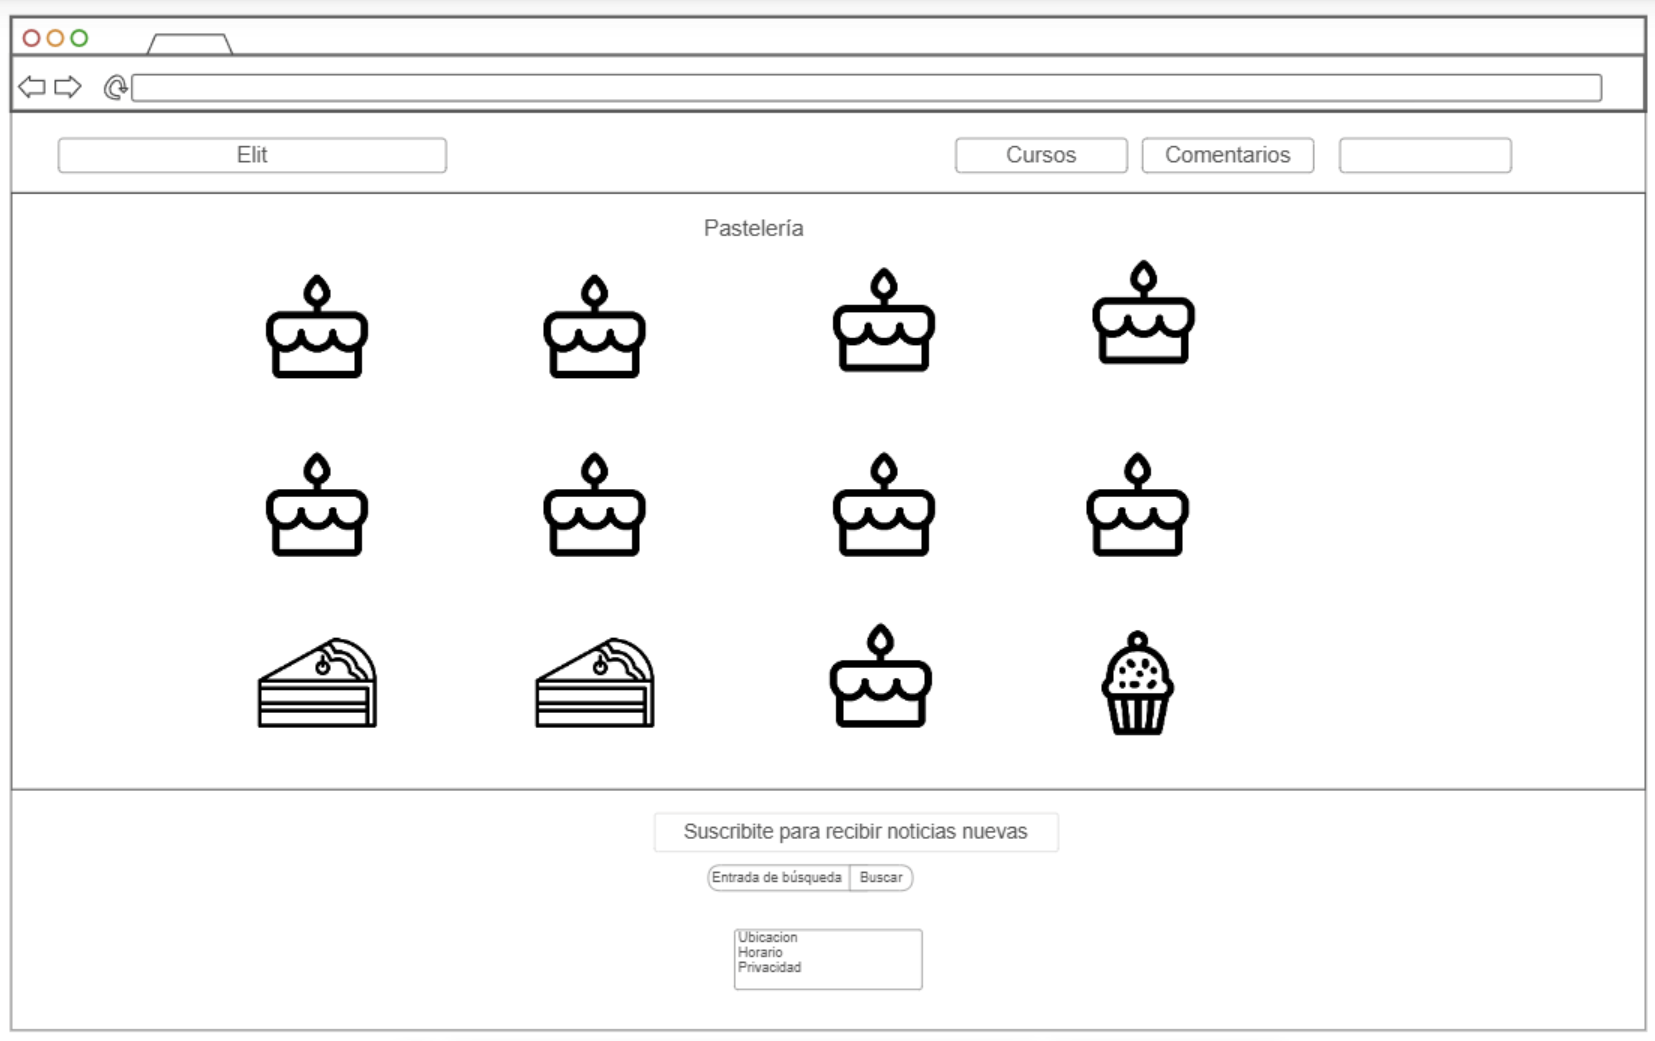 Elit
Cursos
Comentarios
Pastelería
Suscribite para recibir noticias nuevas
Entrada de búsqueda
Buscar
Ubicacion
Horario
Privacidad